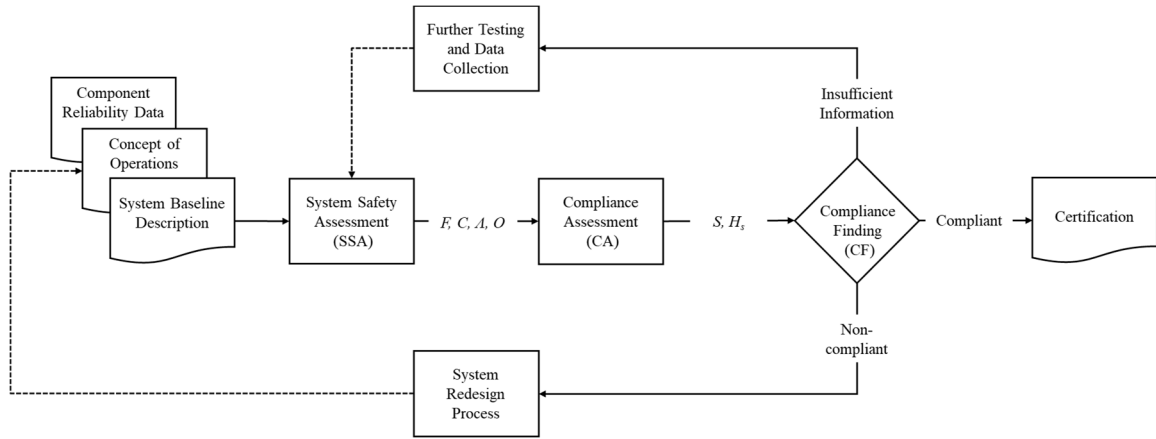 Further Testing
and Data
Collection
Component
Reliability Data
Insufficient
Information
Concept of
Operations
System Baseline
Description
System Safety
Assessment
(SSA)
F, C, Λ, O
Compliance
Assessment
(CA)
S, Hs
Compliance
Finding
(CF)
Compliant
Certification
Non-
compliant
System
Redesign
Process